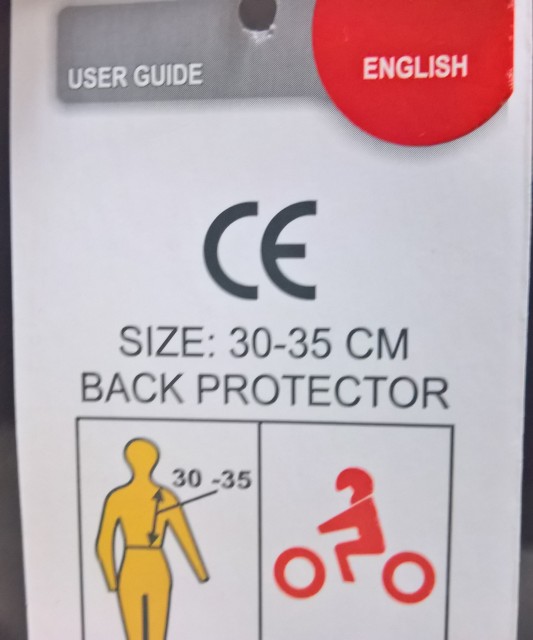 USER GUIDE
ENGLISH
CE
SIZE: 30-35 CM
BACK PROTECTOR
30 -35